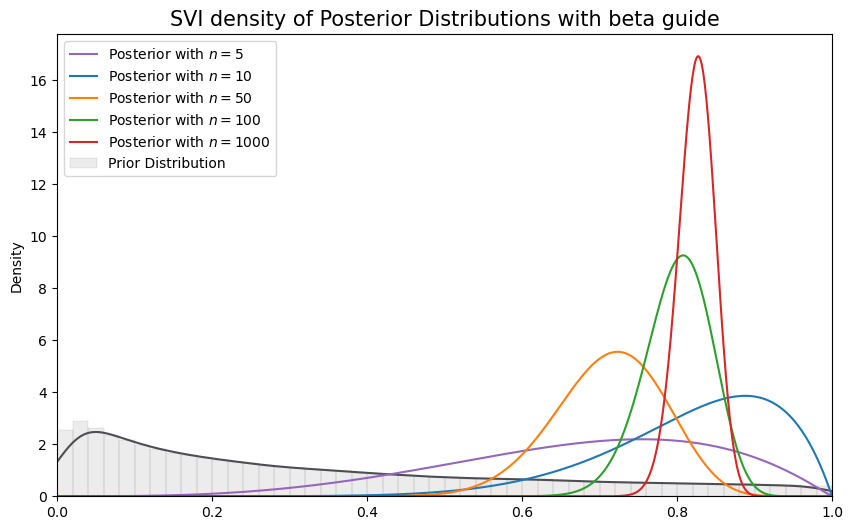 SVI density of Posterior Distributions with beta guide
Posterior with n = 5
Posterior with n = 10
Posterior with n = 50
Posterior with n = 100
Posterior with n = 1000
Prior Distribution
Density
16
14
12
10
8
6
4
2
0
0.0 0.2 0.4 0.6 0.8 1.0